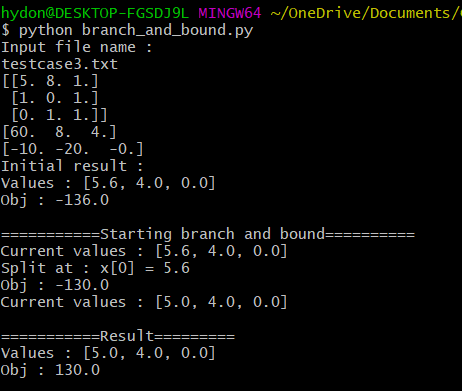 hydon@DESKTOP-FGSDJ9L MINGW64 ~/OneDrive/Documents/
$ python branch_and_bound.py
Input file name :
testcase3.txt
[[5. 8. 1.]
 [1. 0. 1.]
 [0. 1. 1.]]
[60.  8.  4.]
[-10. -20.  -0.]
Initial result :
Values : [5.6, 4.0, 0.0]
Obj : -136.0

===========Starting branch and bound==========
Current values : [5.6, 4.0, 0.0]
Split at : x[0] = 5.6
Obj : -130.0
Current values : [5.0, 4.0, 0.0]

===========Result=========
Values : [5.0, 4.0, 0.0]
Obj : 130.0